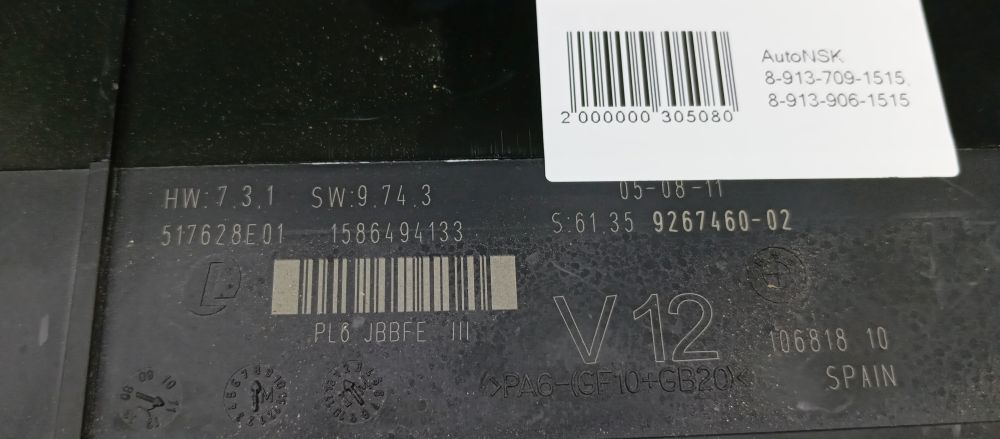 AutoNSK
8-913-709-1515,
8-913-906-1515
2 000000 305080
HW:7.3.1 SW:9.74.3
05-08-11
517628E01 1586494133
S:61.35 9267460-02
PL6 JBBFE III
V12
106818 10
>PA6-(GF10+GB20)<
SPAIN